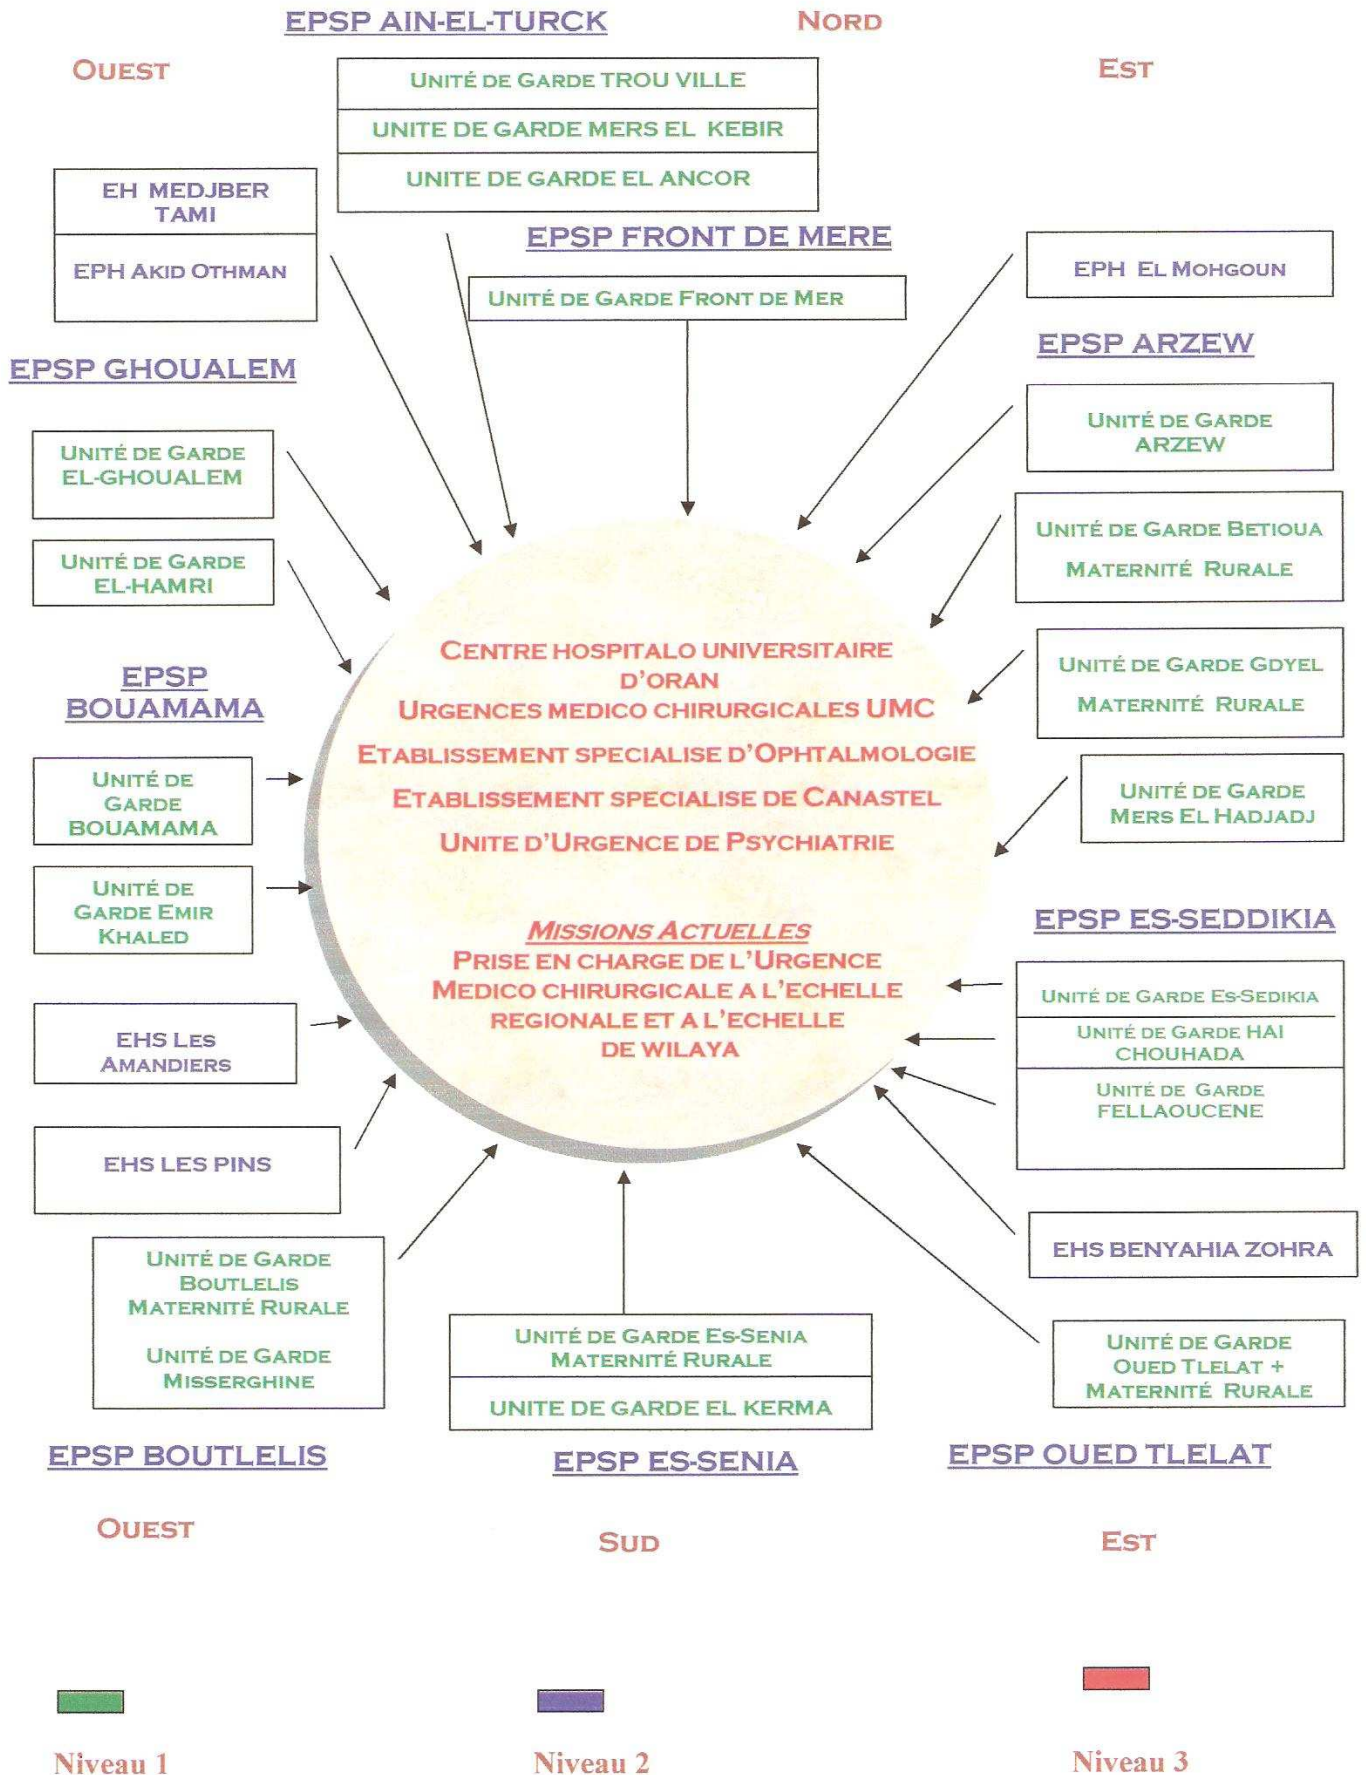 EPSP AIN-EL-TURCK
NORD
OUEST
EST
UNITÉ DE GARDE TROU VILLE
UNITE DE GARDE MERS EL KEBIR
UNITE DE GARDE EL ANCOR
EH MEDJBER
TAMI
EPH AKID OTHMAN
EPSP FRONT DE MERE
UNITÉ DE GARDE FRONT DE MER
EPH EL MOHGOUN
EPSP GHOUALEM
UNITÉ DE GARDE
EL-GHOUALEM
UNITÉ DE GARDE
EL-HAMRI
EPSP ARZEW
UNITÉ DE GARDE
ARZEW
UNITÉ DE GARDE BETIOUA
MATERNITÉ RURALE
UNITÉ DE GARDE GDYEL
MATERNITÉ RURALE
UNITÉ DE GARDE
MERS EL HADJADJ
EPSP
BOUAMAMA
UNITÉ DE
GARDE
BOUAMAMA
UNITÉ DE
GARDE EMIR
KHALED
EHS LES
AMANDIERS
EHS LES PINS
CENTRE HOSPITALO UNIVERSITAIRE
D'ORAN
URGENCES MEDICO CHIRURGICALES UMC
ETABLISSEMENT SPECIALISE D'OPHTALMOLOGIE
ETABLISSEMENT SPECIALISE DE CANASTEL
UNITE D'URGENCE DE PSYCHIATRIE
MISSIONS ACTUELLES
PRISE EN CHARGE DE L'URGENCE
MEDICO CHIRURGICALE A L'ECHELLE
REGIONALE ET A L'ECHELLE
DE WILAYA
EPSP ES-SEDDIKIA
UNITÉ DE GARDE ES-SEDIKIA
UNITÉ DE GARDE HAI
CHOUHADA
UNITÉ DE GARDE
FELLAOUCENE
EHS BENYAHIA ZOHRA
UNITÉ DE GARDE
BOUTLELIS
MATERNITÉ RURALE
UNITÉ DE GARDE
MISSERGHINE
UNITÉ DE GARDE ES-SENIA
MATERNITÉ RURALE
UNITE DE GARDE EL KERMA
UNITÉ DE GARDE
OUED TLELAT +
MATERNITÉ RURALE
EPSP BOUTLELIS
EPSP ES-SENIA
EPSP OUED TLELAT
OUEST
SUD
EST
Niveau 1
Niveau 2
Niveau 3